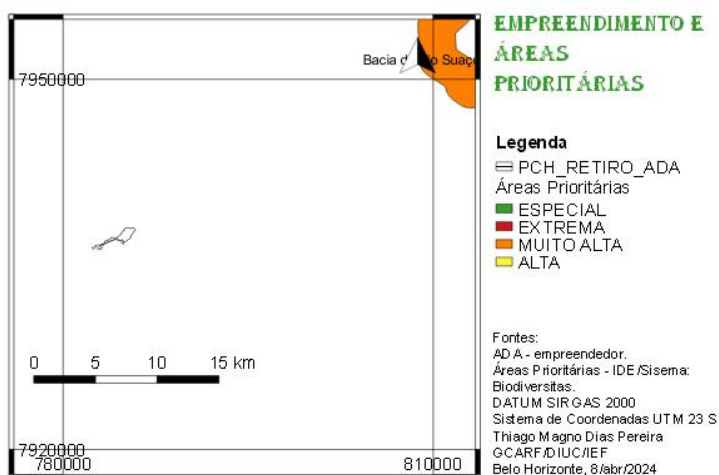 EMPREENDIMENTO E
ÁREAS
PRIORITÁRIAS
Bacia d o Suaç
7950000
Legenda
PCH_RETIRO_ADA
Áreas Prioritárias
ESPECIAL
EXTREMA
MUITO ALTA
ALTA
0 5 10 15 km
Fontes:
ADA - empreendedor.
Áreas Prioritárias - IDE/Sisema:
Biodiversitas.
DATUM SIRGAS 2000
Sistema de Coordenadas UTM 23 S
Thiago Magno Dias Pereira
GCARF/DIUC/IEF
Belo Horizonte, 8/abr/2024
7920000
780000 810000